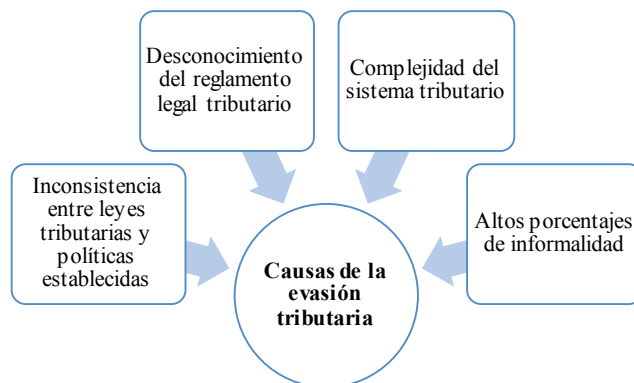 Desconocimiento
del reglamento
legal tributario
Complejidad del
sistema tributario
Inconsistencia
entre leyes
tributarias y
políticas
establecidas
Altos porcentajes
de informalidad
Causas de la
evasión
tributaria